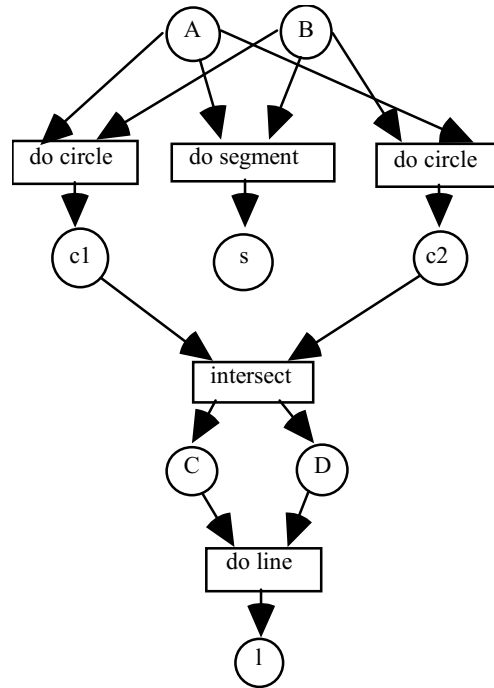 A
B
do circle
do segment
do circle
c1
s
c2
intersect
C
D
do line
l